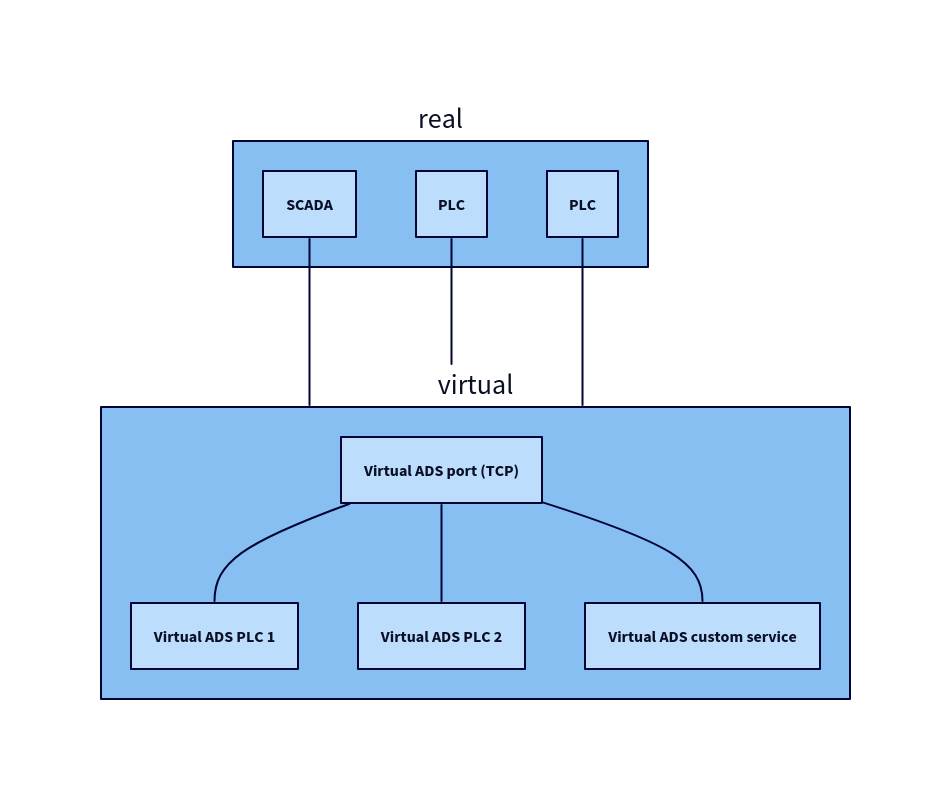 real
SCADA
PLC
PLC
virtual
Virtual ADS port (TCP)
Virtual ADS PLC 1
Virtual ADS PLC 2
Virtual ADS custom service